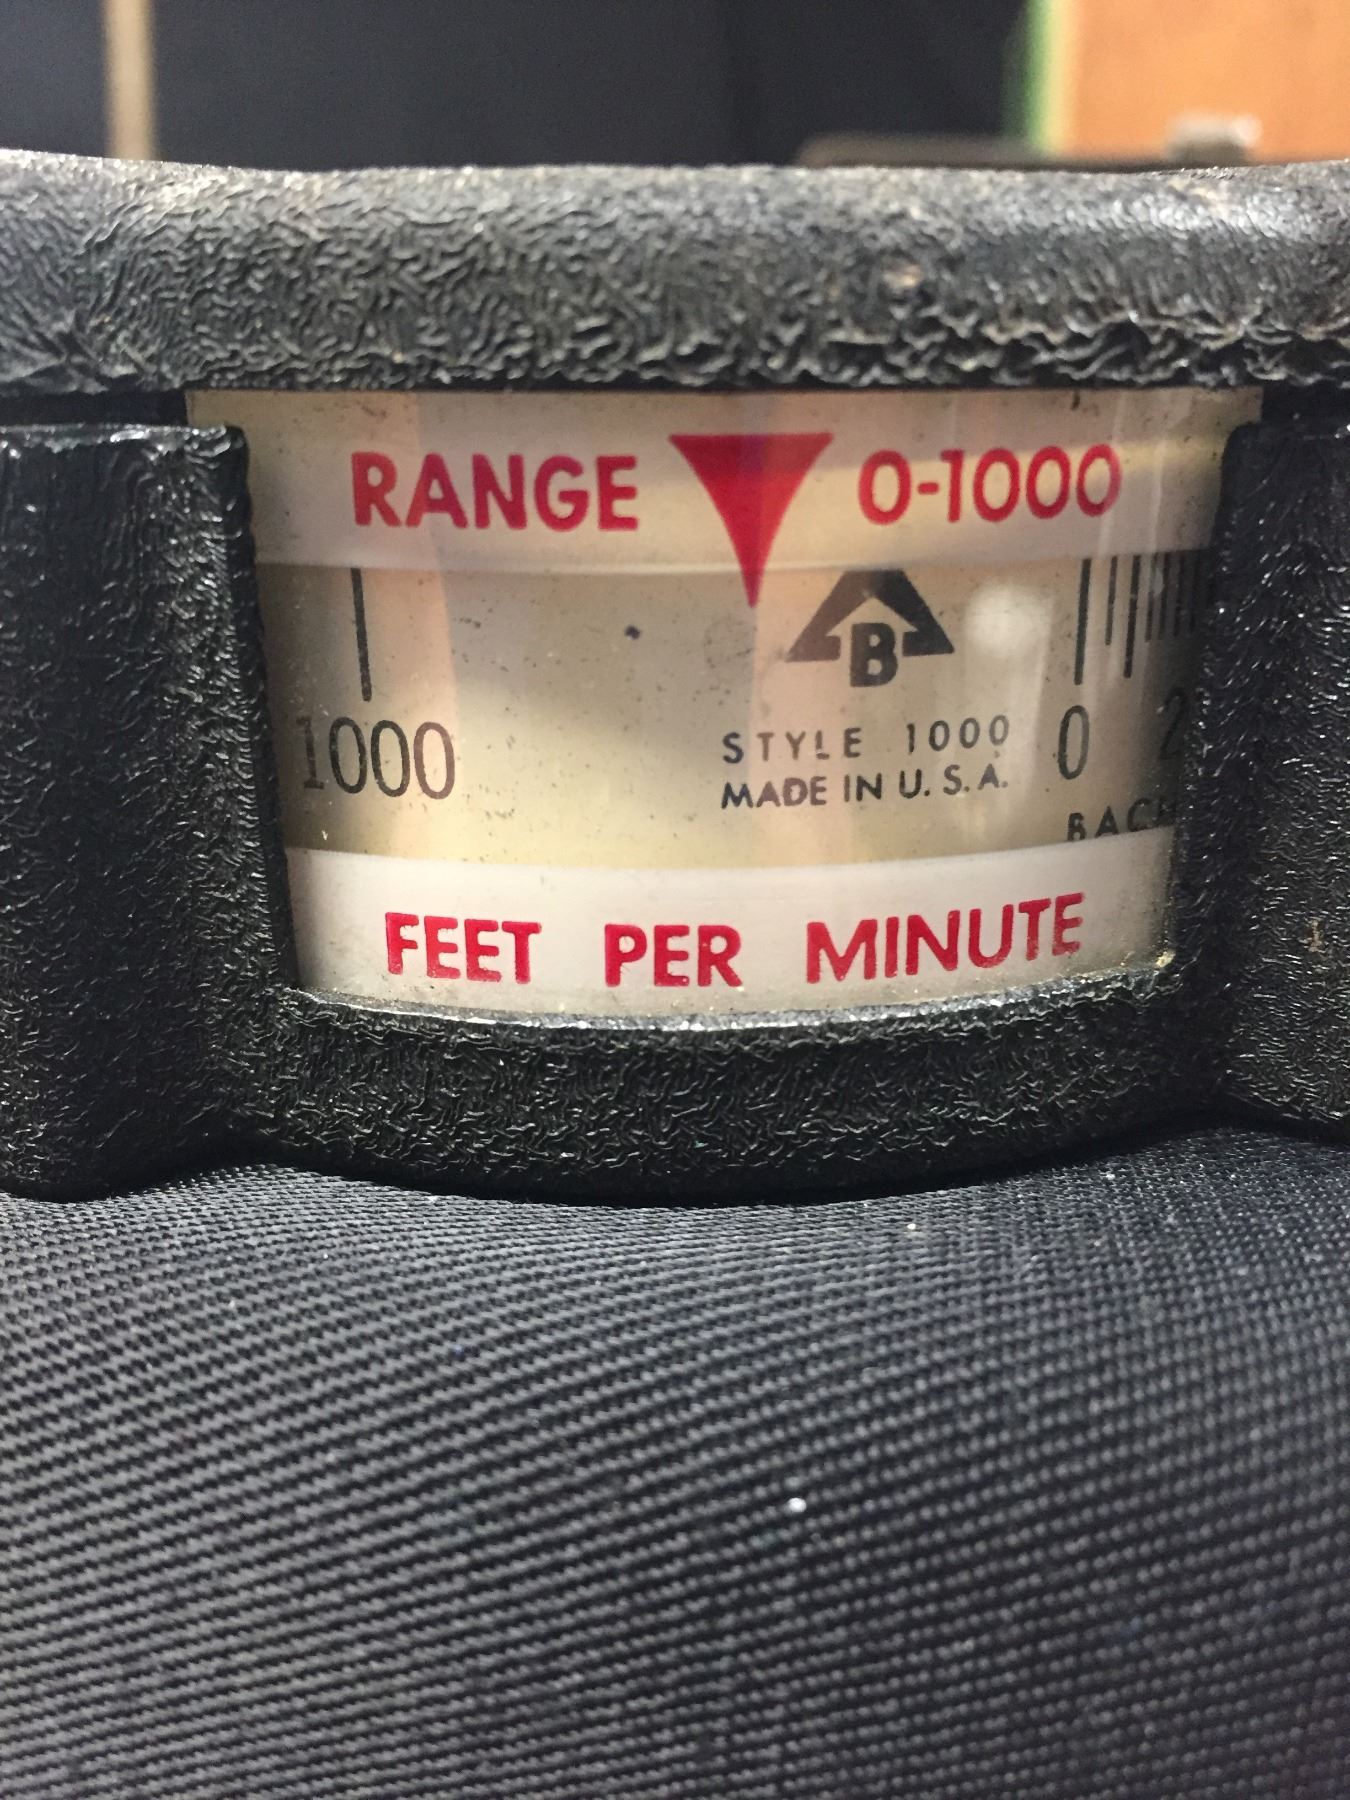 RANGE 0-1000
B
1000
STYLE 1000 0
MADE IN U.S.A.
FEET PER MINUTE